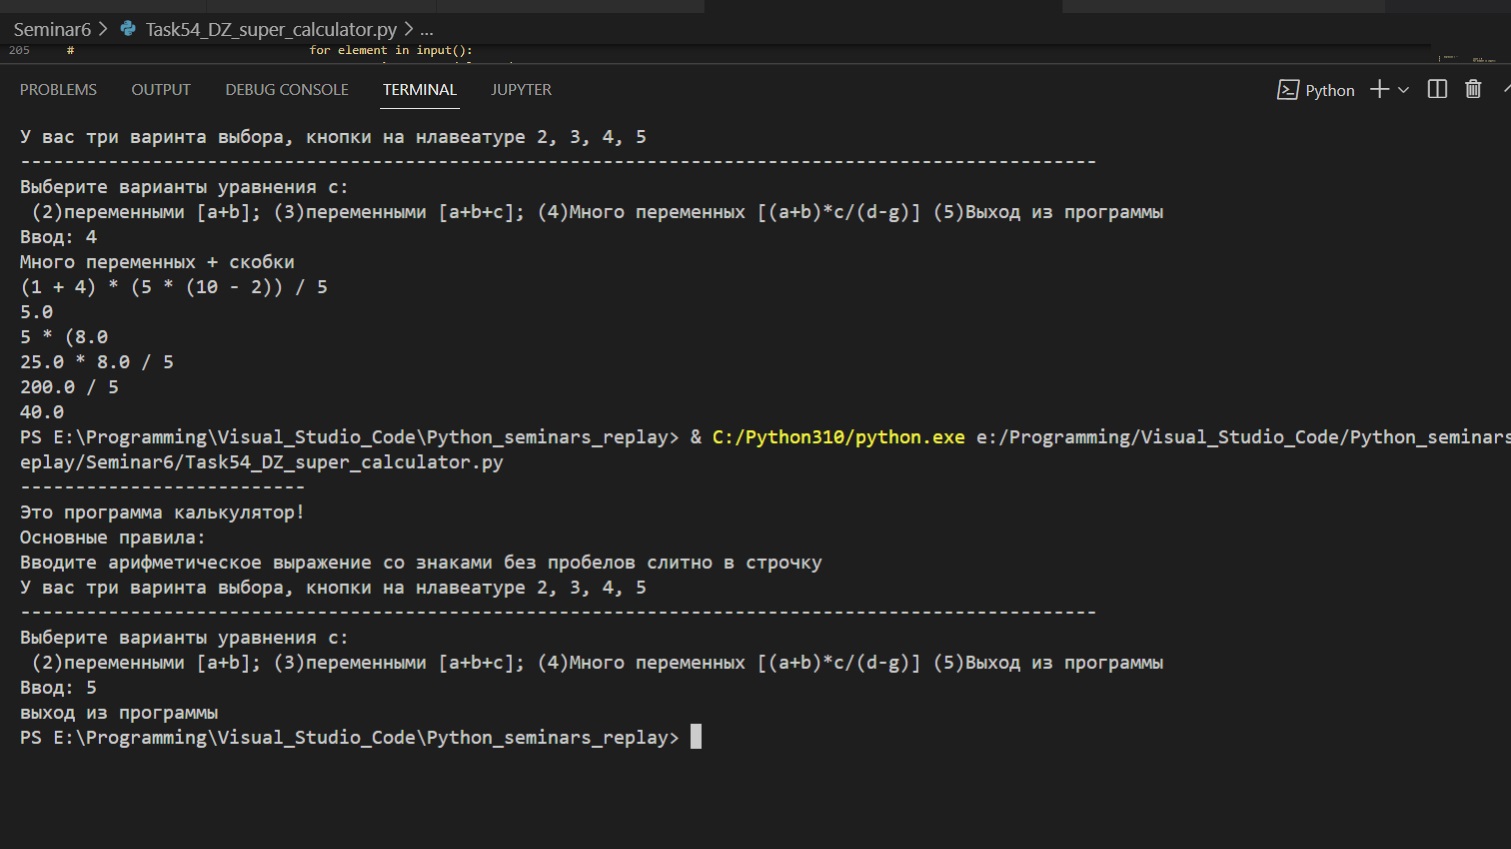 Seminar6 > Task54_DZ_super_calculator.py > ...
205 # for element in input():
PROBLEMS OUTPUT DEBUG CONSOLE TERMINAL JUPYTER Python
У вас три варинта выбора, кнопки на нлавеатуре 2, 3, 4, 5
--------------------------------------------------------------------------------------------------
Выберите варианты уравнения с:
(2)переменными [a+b]; (3)переменными [a+b+c]; (4)Много переменных [(a+b)*c/(d-g)] (5)Выход из программы
Ввод: 4
Много переменных + скобки
(1 + 4) * (5 * (10 - 2)) / 5
5.0
5 * (8.0
25.0 * 8.0 / 5
200.0 / 5
40.0
PS E:\Programming\Visual_Studio_Code\Python_seminars_replay> & C:/Python310/python.exe e:/Programming/Visual_Studio_Code/Python_seminars
eplay/Seminar6/Task54_DZ_super_calculator.py
--------------------------
Это программа калькулятор!
Основные правила:
Вводите арифметическое выражение со знаками без пробелов слитно в строчку
У вас три варинта выбора, кнопки на нлавеатуре 2, 3, 4, 5
--------------------------------------------------------------------------------------------------
Выберите варианты уравнения с:
(2)переменными [a+b]; (3)переменными [a+b+c]; (4)Много переменных [(a+b)*c/(d-g)] (5)Выход из программы
Ввод: 5
выход из программы
PS E:\Programming\Visual_Studio_Code\Python_seminars_replay>